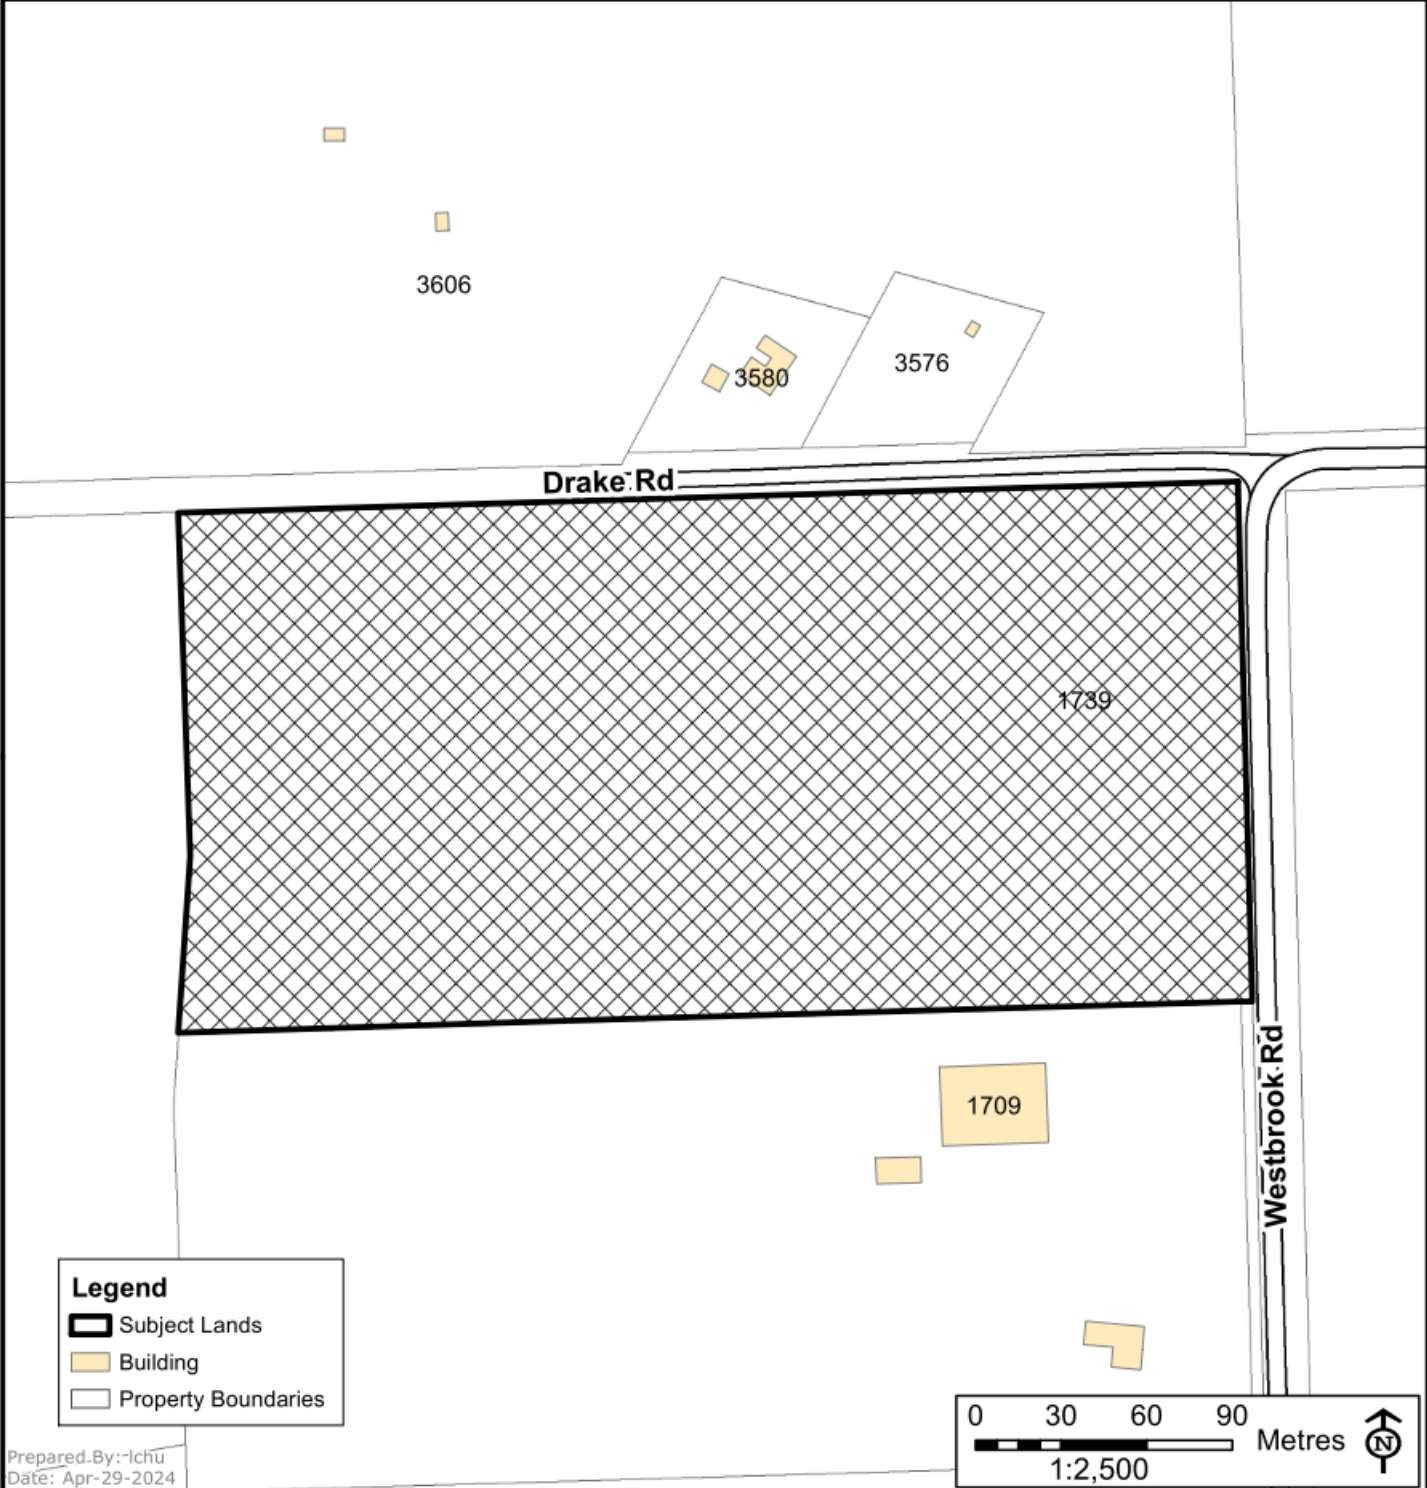 3606
3576
3580
Drake Rd
1739
Westbrook Rd
1709
Legend
Subject Lands
Building
Property Boundaries
0 30 60 90
Metres
N
1:2,500
Prepared By: lchu
Date: Apr-29-2024